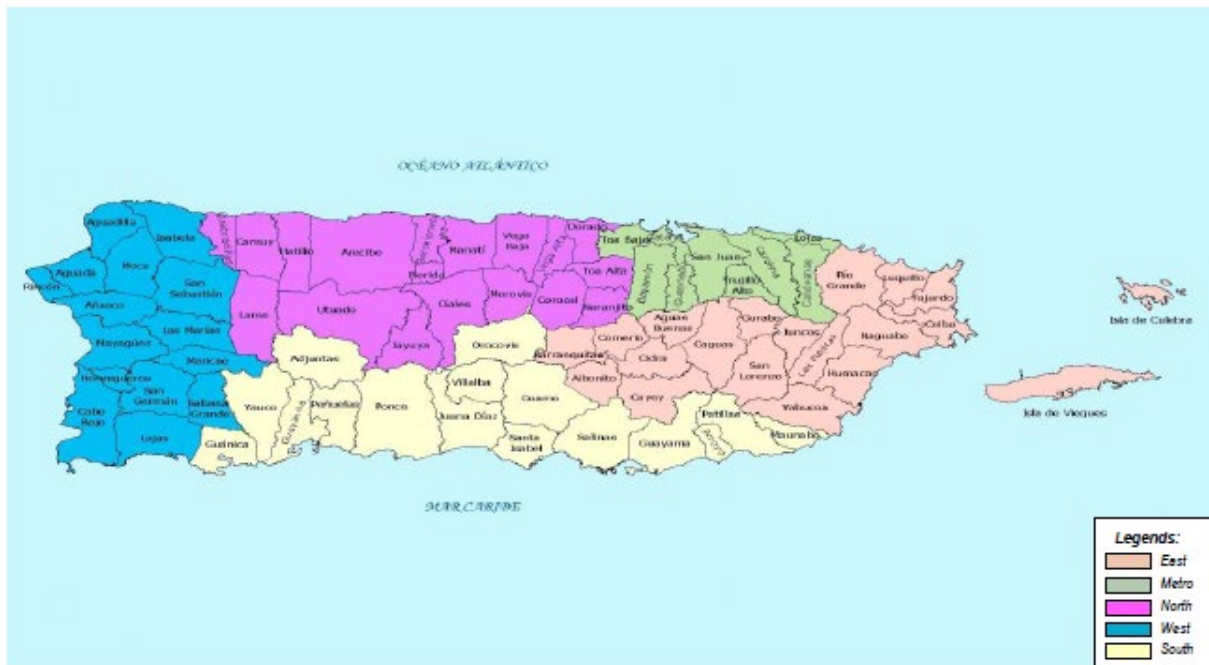 OCÉANO ATLÁNTICO
Aguadilla
Isabela
Camuy
Hatillo
Arecibo
Manatí
Vega
Baja
Dorado
Toa Baja
Loiza
Aguada
Moca
San
Sebastián
Florida
Toa Alta
Bayamón
Guaynabo
San Juan
Trujillo
Alto
Carolina
Canóvanas
Río
Grande
Luquillo
Fajardo
Rincón
Añasco
Lares
Utuado
Ciales
Morovis
Corozal
Naranjito
Ceiba
Isla de Culebra
Las Marías
Mayagüez
Maricao
Adjuntas
Jayuya
Orocovis
Barranquitas
Comerío
Aguas
Buenas
Cidra
Caguas
Gurabo
Juncos
Las Piedras
Naguabo
Humacao
Hormigueros
San
Germán
Sabana
Grande
Yauco
Guayanilla
Peñuelas
Ponce
Villalba
Juana Díaz
Coamo
Aibonito
Cayey
San
Lorenzo
Yabucoa
Cabo
Rojo
Lajas
Guánica
Santa
Isabel
Salinas
Guayama
Arroyo
Patillas
Maunabo
Isla de Vieques
MAR CARIBE
Legends:
East
Metro
North
West
South